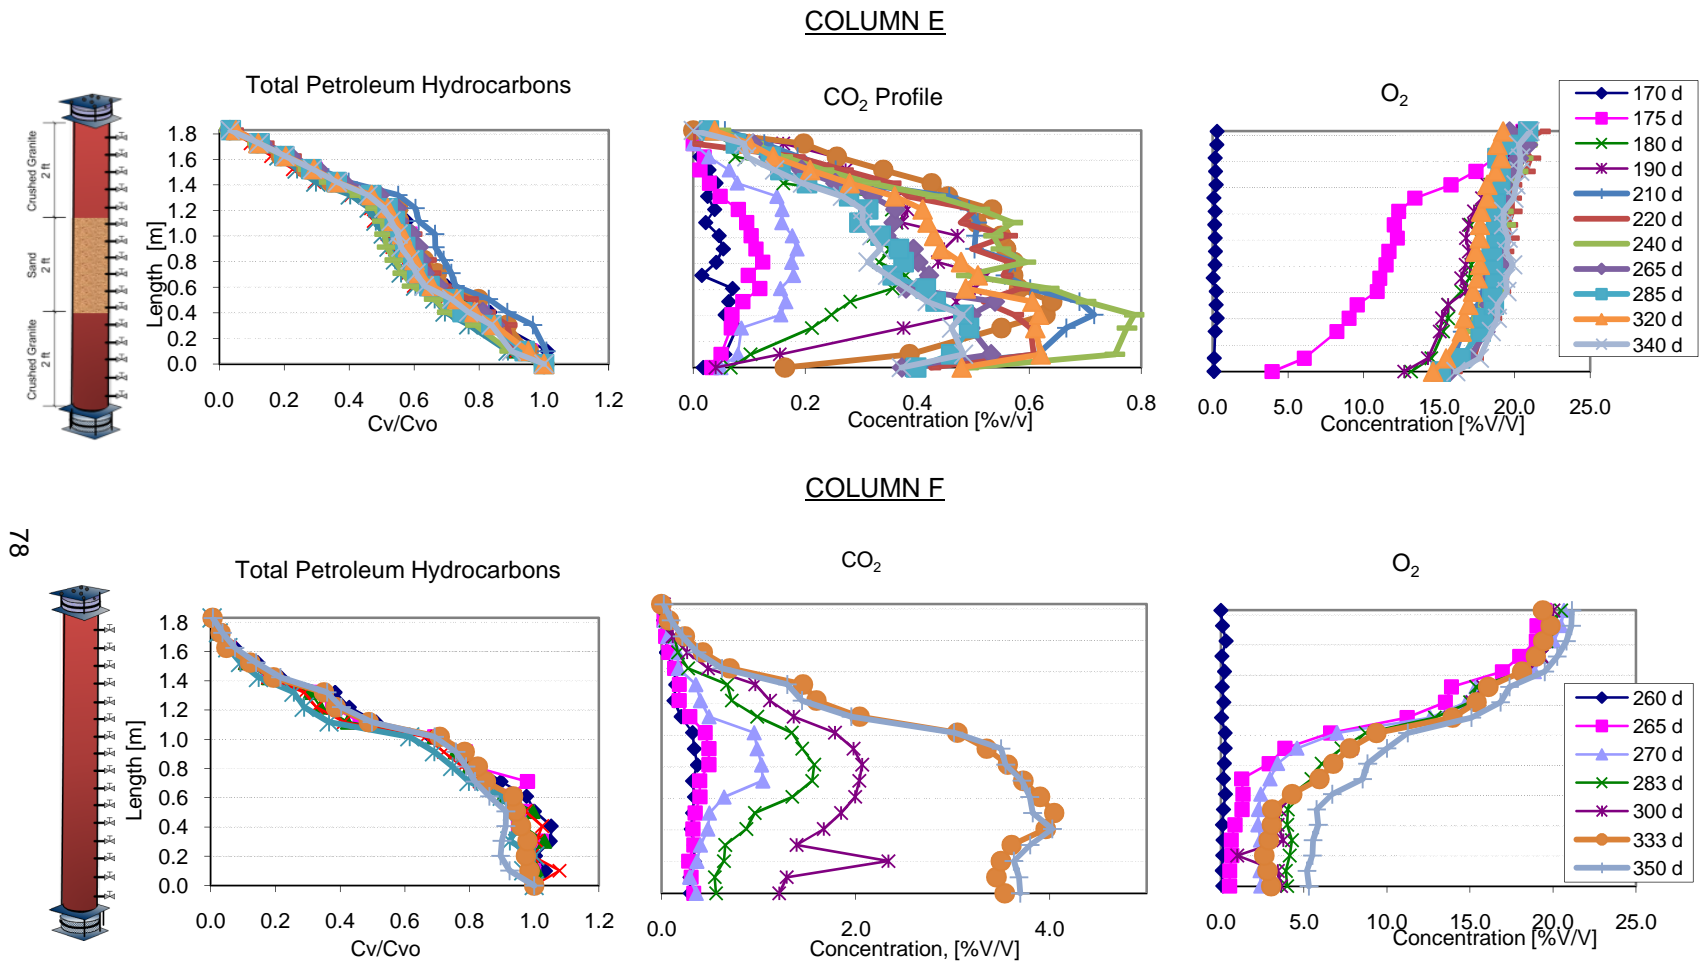 COLUMN E
Total Petroleum Hydrocarbons
CO2 Profile
O2
Crushed Granite
2 ft
Sand
2 ft
Crushed Granite
2 ft
Length [m]
1.8
1.6
1.4
1.2
1.0
0.8
0.6
0.4
0.2
0.0
0.0 0.2 0.4 0.6 0.8 1.0 1.2
Cv/Cvo
0.0 0.2 0.4 0.6 0.8
Cocentration [%v/v]
0.0 5.0 10.0 15.0 20.0 25.0
Concentration [%V/V]
170 d
175 d
180 d
190 d
210 d
220 d
240 d
265 d
285 d
320 d
340 d
COLUMN F
78
Total Petroleum Hydrocarbons
CO2
O2
Length [m]
1.8
1.6
1.4
1.2
1.0
0.8
0.6
0.4
0.2
0.0
0.0 0.2 0.4 0.6 0.8 1.0 1.2
Cv/Cvo
0.0 2.0 4.0
Concentration, [%V/V]
0.0 5.0 10.0 15.0 20.0 25.0
Concentration [%V/V]
260 d
265 d
270 d
283 d
300 d
333 d
350 d